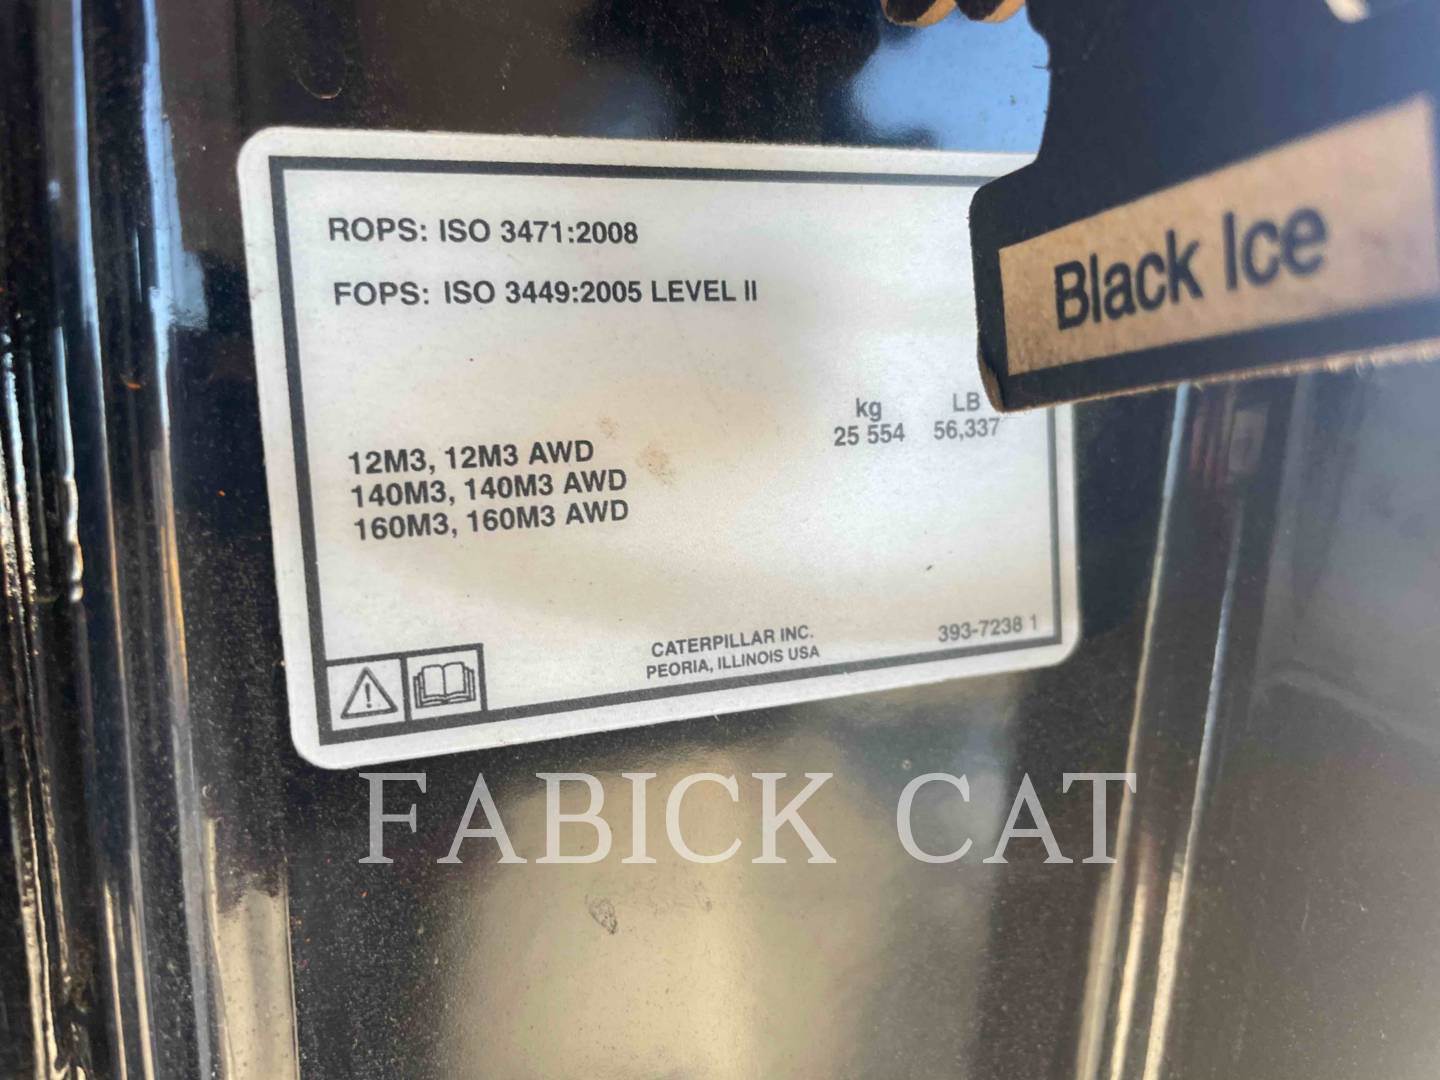 ROPS: ISO 3471:2008
FOPS: ISO 3449:2005 LEVEL II
kg LB
25 554 56,337
12M3, 12M3 AWD
140M3, 140M3 AWD
160M3, 160M3 AWD
CATERPILLAR INC.
PEORIA, ILLINOIS USA
393-7238 1
Black Ice
FABICK CAT